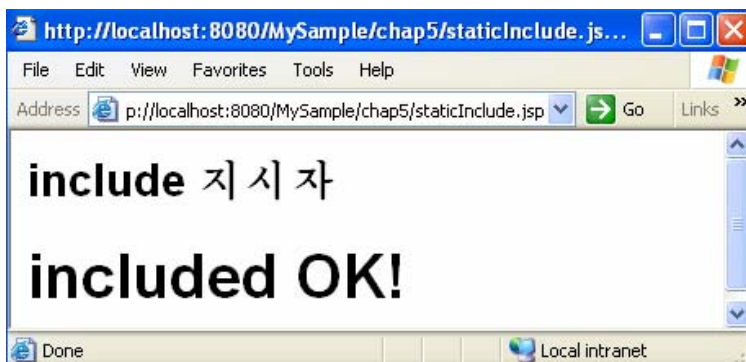 http://localhost:8080/MySample/chap5/staticInclude.js...
File Edit View Favorites Tools Help
Address p://localhost:8080/MySample/chap5/staticInclude.jsp Go Links »
include 지시자
included OK!
Done Local intranet